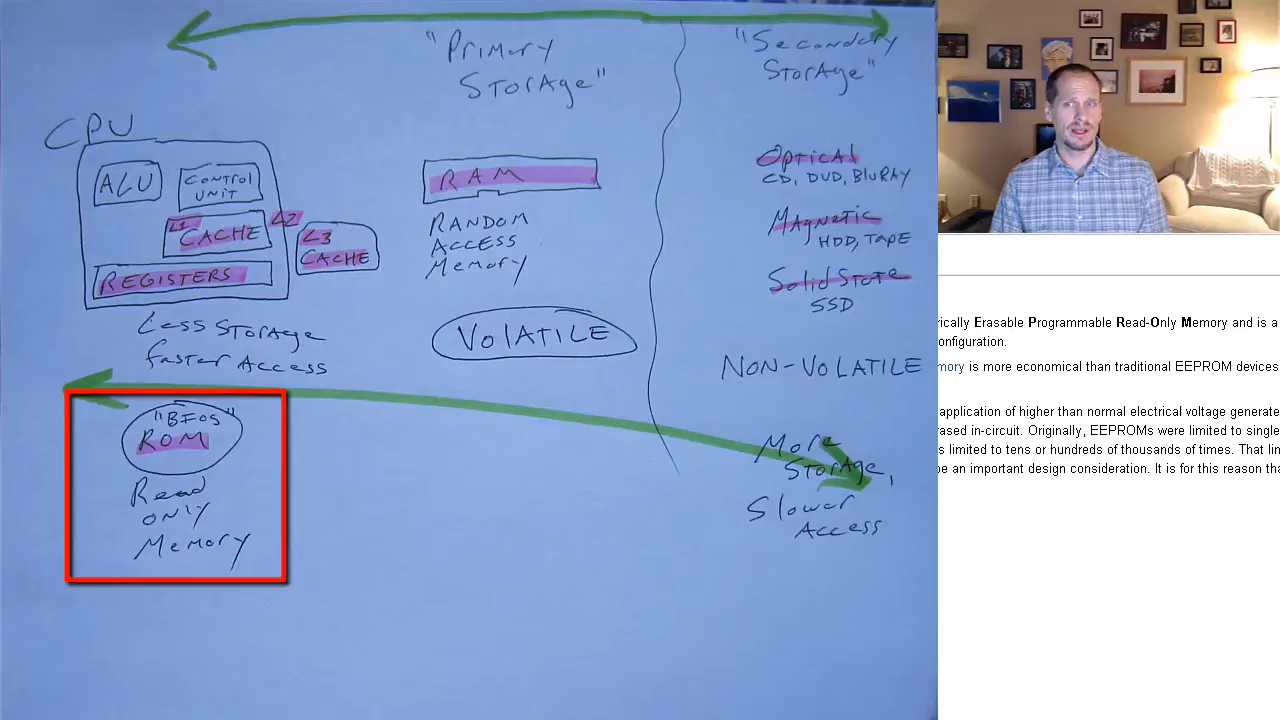 "Primary
Storage"
"Secondary
Storage"
CPU
ALU
CONTROL
UNIT
L1
CACHE
L2
L3
CACHE
REGISTERS
Less Storage
faster Access
RAM
RANDOM
ACCESS
Memory
VOLATILE
Optical
CD, DVD, BluRAY
Magnetic
HDD, TAPE
Solid State
SSD
NON-VOLATILE
More
Storage,
Slower
Access
"BIOS"
ROM
Read
only
Memory
rically Erasable Programmable Read-Only Memory and is a
onfiguration.
mory is more economical than traditional EEPROM devices
application of higher than normal electrical voltage generate
rased in-circuit. Originally, EEPROMs were limited to single
s limited to tens or hundreds of thousands of times. That lin
be an important design consideration. It is for this reason tha